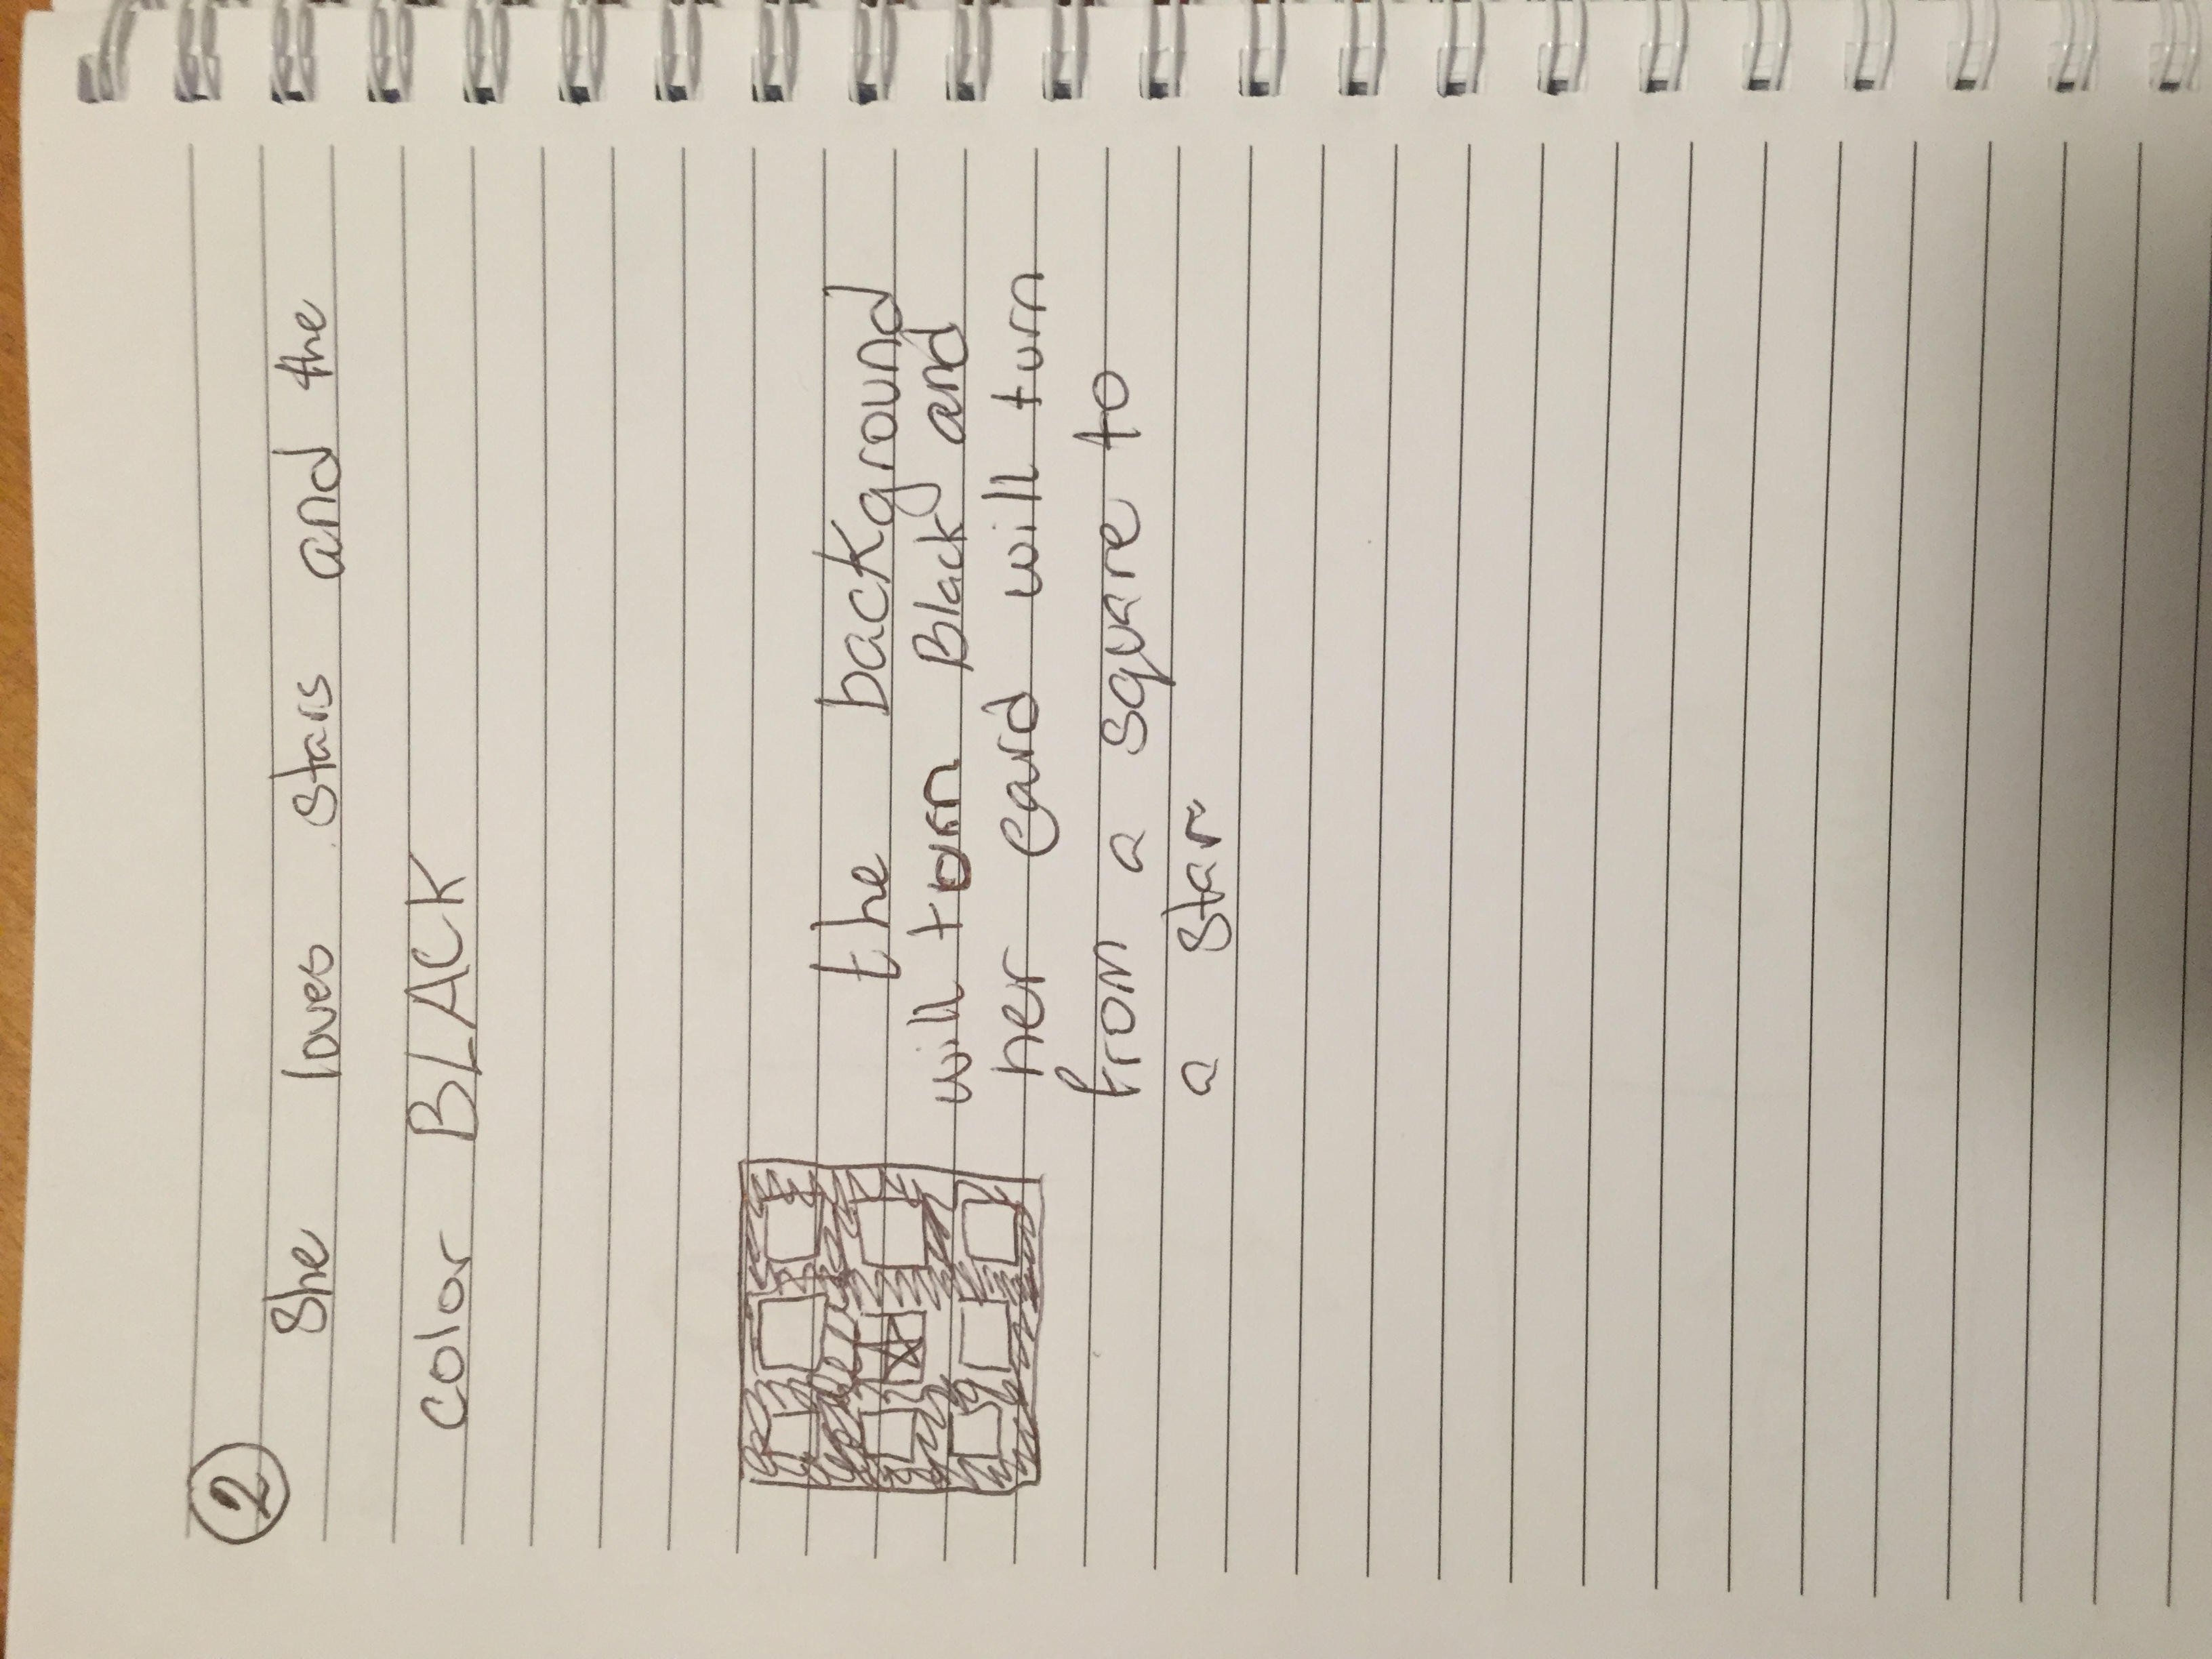 2
She loves stars and the
color BLACK
the background
will turn Black and
her card will turn
from a square to
a star